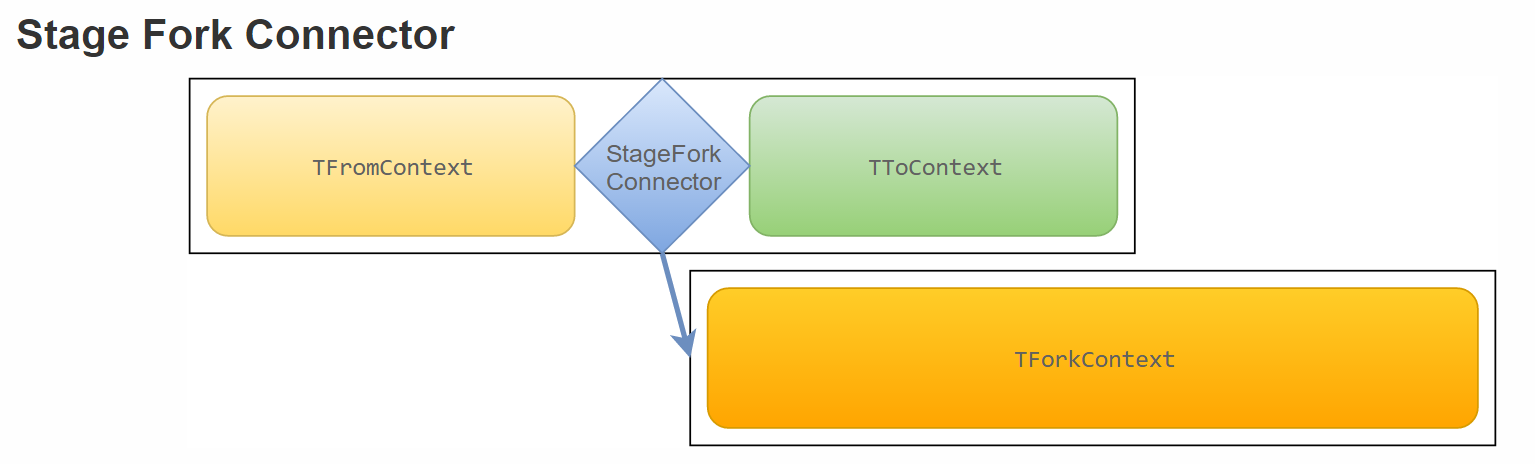 Stage Fork Connector
TFromContext
StageFork
Connector
TToContext
TForkContext